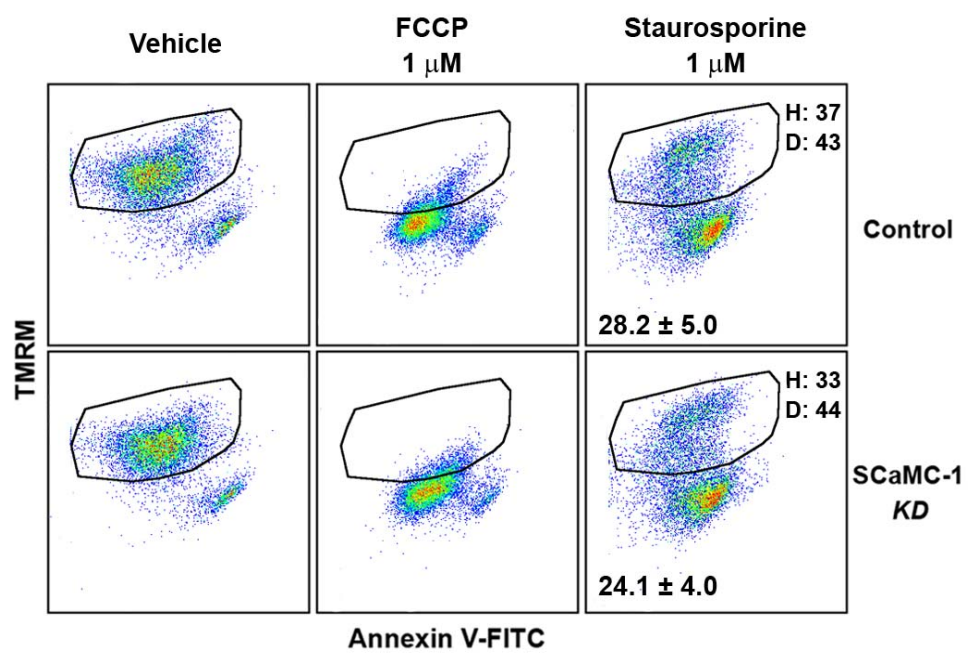 Vehicle
FCCP
1 μM
Staurosporine
1 μM
H: 37
D: 43
Control
28.2 ± 5.0
TMRM
H: 33
D: 44
SCaMC-1
KD
24.1 ± 4.0
Annexin V-FITC